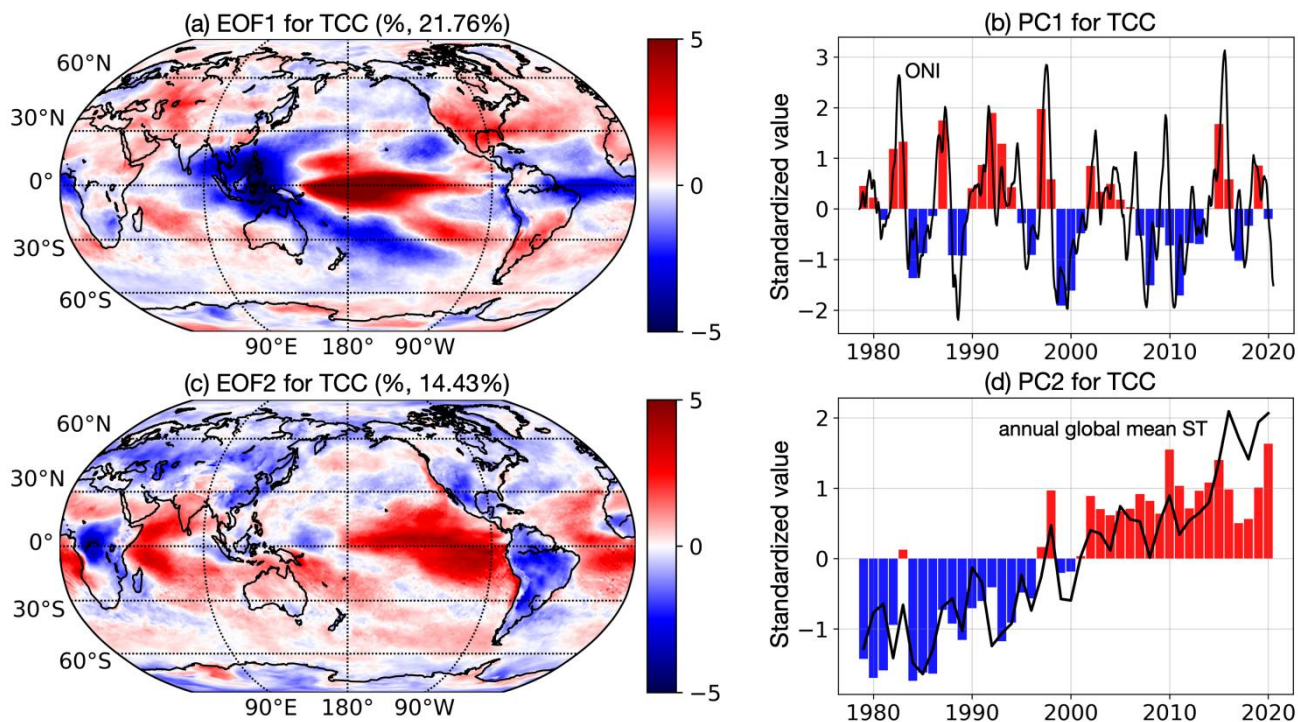 (a) EOF1 for TCC (%, 21.76%)
60°N
30°N
0°
30°S
60°S
90°E 180° 90°W
5
0
−5
(b) PC1 for TCC
Standardized value
3
2
1
0
−1
−2
ONI
1980 1990 2000 2010 2020
(c) EOF2 for TCC (%, 14.43%)
60°N
30°N
0°
30°S
60°S
90°E 180° 90°W
5
0
−5
(d) PC2 for TCC
Standardized value
2
1
0
−1
annual global mean ST
1980 1990 2000 2010 2020